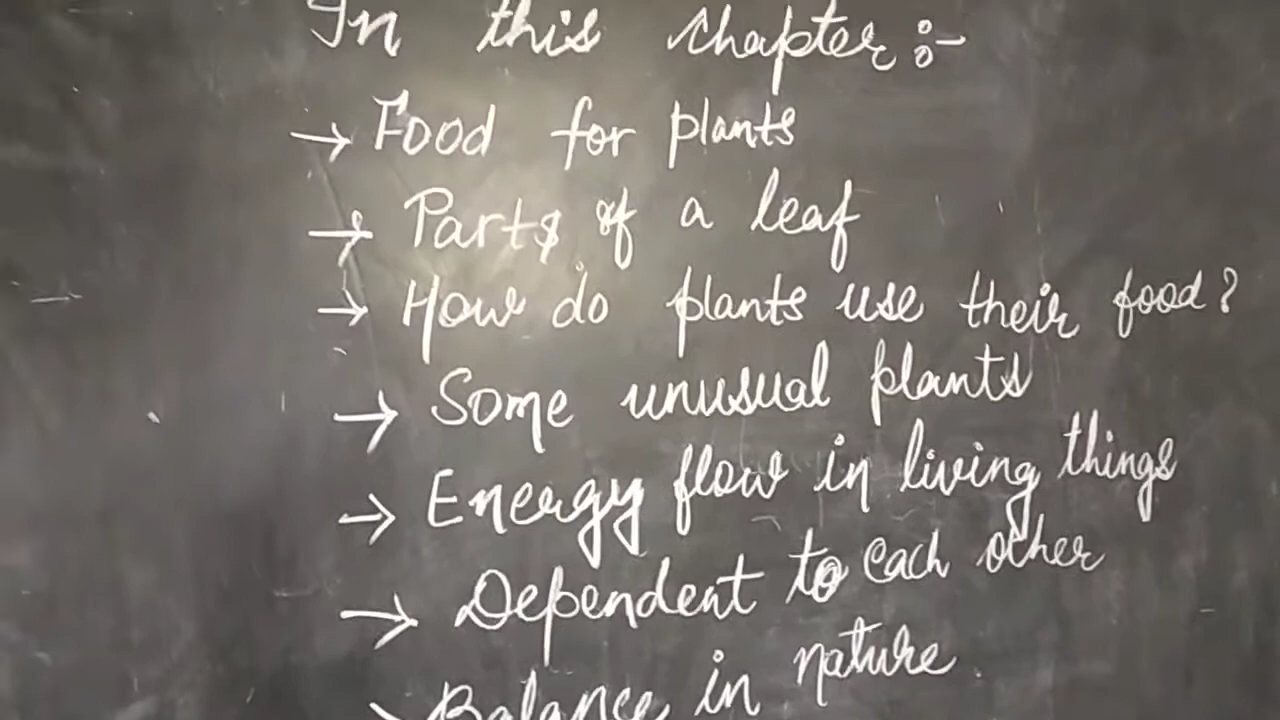 In this chapter :-
→ Food for plants
→ Parts of a leaf
→ How do plants use their food?
→ Some unusual plants
→ Energy flow in living things
→ Dependent to each other
→ Balance in nature